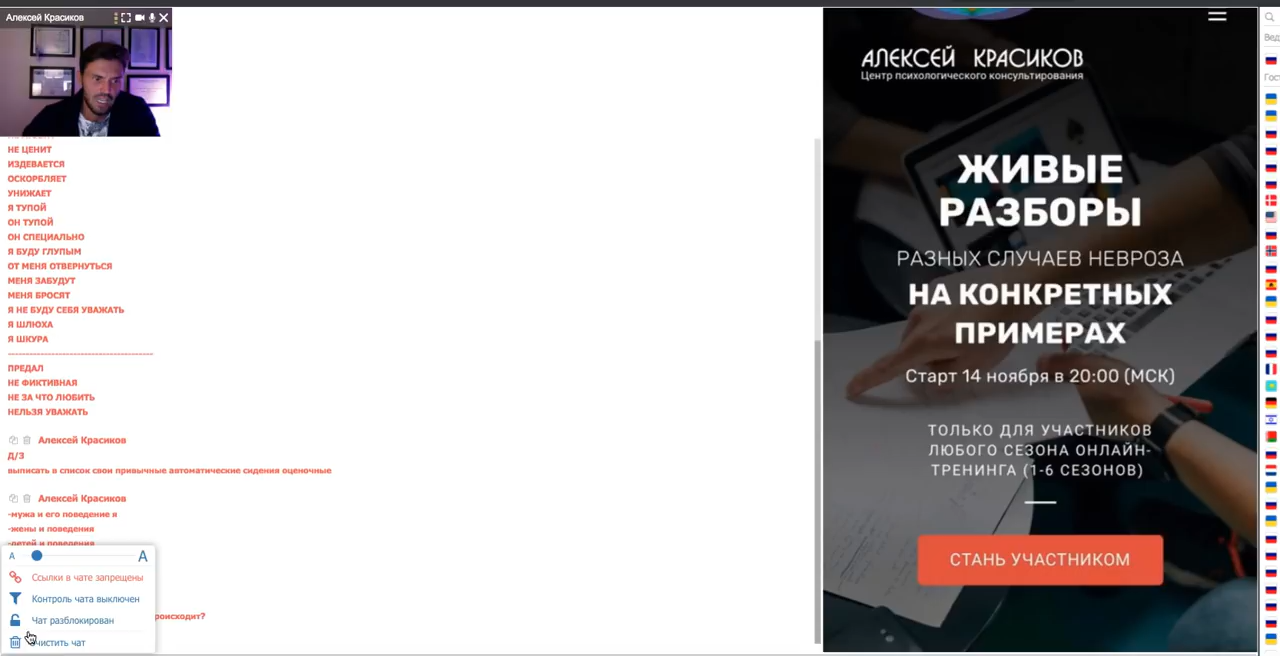 Алексей Красиков
НЕ ЦЕНИТ
ИЗДЕВАЕТСЯ
ОСКОРБЛЯЕТ
УНИЖАЕТ
Я ТУПОЙ
ОН ТУПОЙ
ОН СПЕЦИАЛЬНО
Я БУДУ ГЛУПЫМ
ОТ МЕНЯ ОТВЕРНУТЬСЯ
МЕНЯ ЗАБУДУТ
МЕНЯ БРОСЯТ
Я НЕ БУДУ СЕБЯ УВАЖАТЬ
Я ШЛЮХА
Я ШКУРА
----------------------------------------
ПРЕДАЛ
НЕ ФИКТИВНАЯ
НЕ ЗА ЧТО ЛЮБИТЬ
НЕЛЬЗЯ УВАЖАТЬ
Алексей Красиков
Д/З
выписать в список свои привычные автоматические сидения оценочные
Алексей Красиков
-мужа и его поведение я
-жены и поведения
-детей и поведения
А А
Ссылки в чате запрещены
Контроль чата выключен
роисходит?
Чат разблокирован
чистить чат
АЛЕКСЕЙ КРАСИКОВ
Центр психологического консультирования
ЖИВЫЕ
РАЗБОРЫ
РАЗНЫХ СЛУЧАЕВ НЕВРОЗА
НА КОНКРЕТНЫХ
ПРИМЕРАХ
Старт 14 ноября в 20:00 (МСК)
ТОЛЬКО ДЛЯ УЧАСТНИКОВ
ЛЮБОГО СЕЗОНА ОНЛАЙН-
ТРЕНИНГА (1-6 СЕЗОНОВ)
СТАНЬ УЧАСТНИКОМ
Вед
Гос